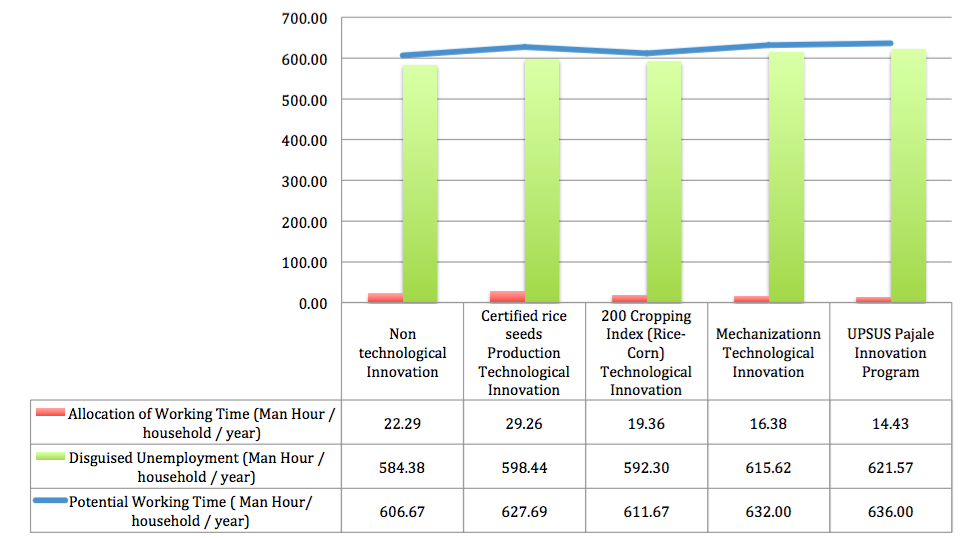 700.00
600.00
500.00
400.00
300.00
200.00
100.00
0.00
Non
technological
Innovation
Certified rice
seeds
Production
Technological
Innovation
200 Cropping
Index (Rice-
Corn)
Technological
Innovation
Mechanizationn
Technological
Innovation
UPSUS Pajale
Innovation
Program
Allocation of Working Time (Man Hour /
household / year)
22.29 29.26 19.36 16.38 14.43
Disguised Unemployment (Man Hour /
household / year)
584.38 598.44 592.30 615.62 621.57
Potential Working Time ( Man Hour/
household / year)
606.67 627.69 611.67 632.00 636.00